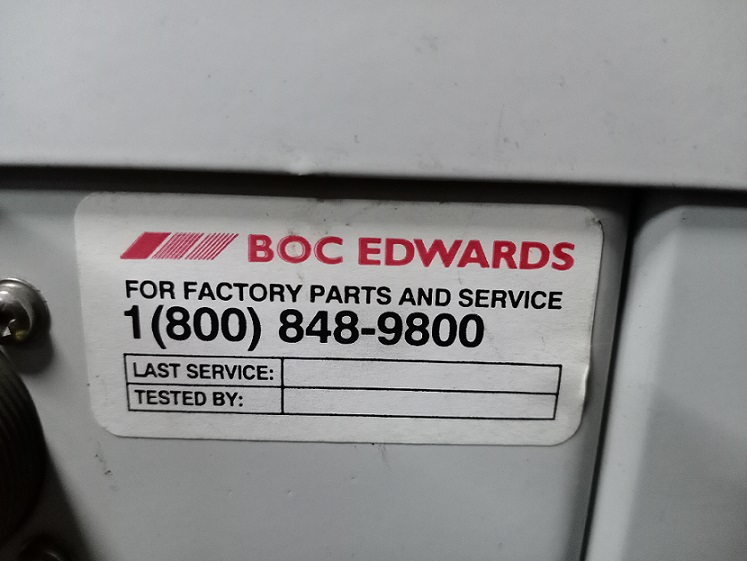 BOC EDWARDS
FOR FACTORY PARTS AND SERVICE
1(800) 848-9800
LAST SERVICE:
TESTED BY: